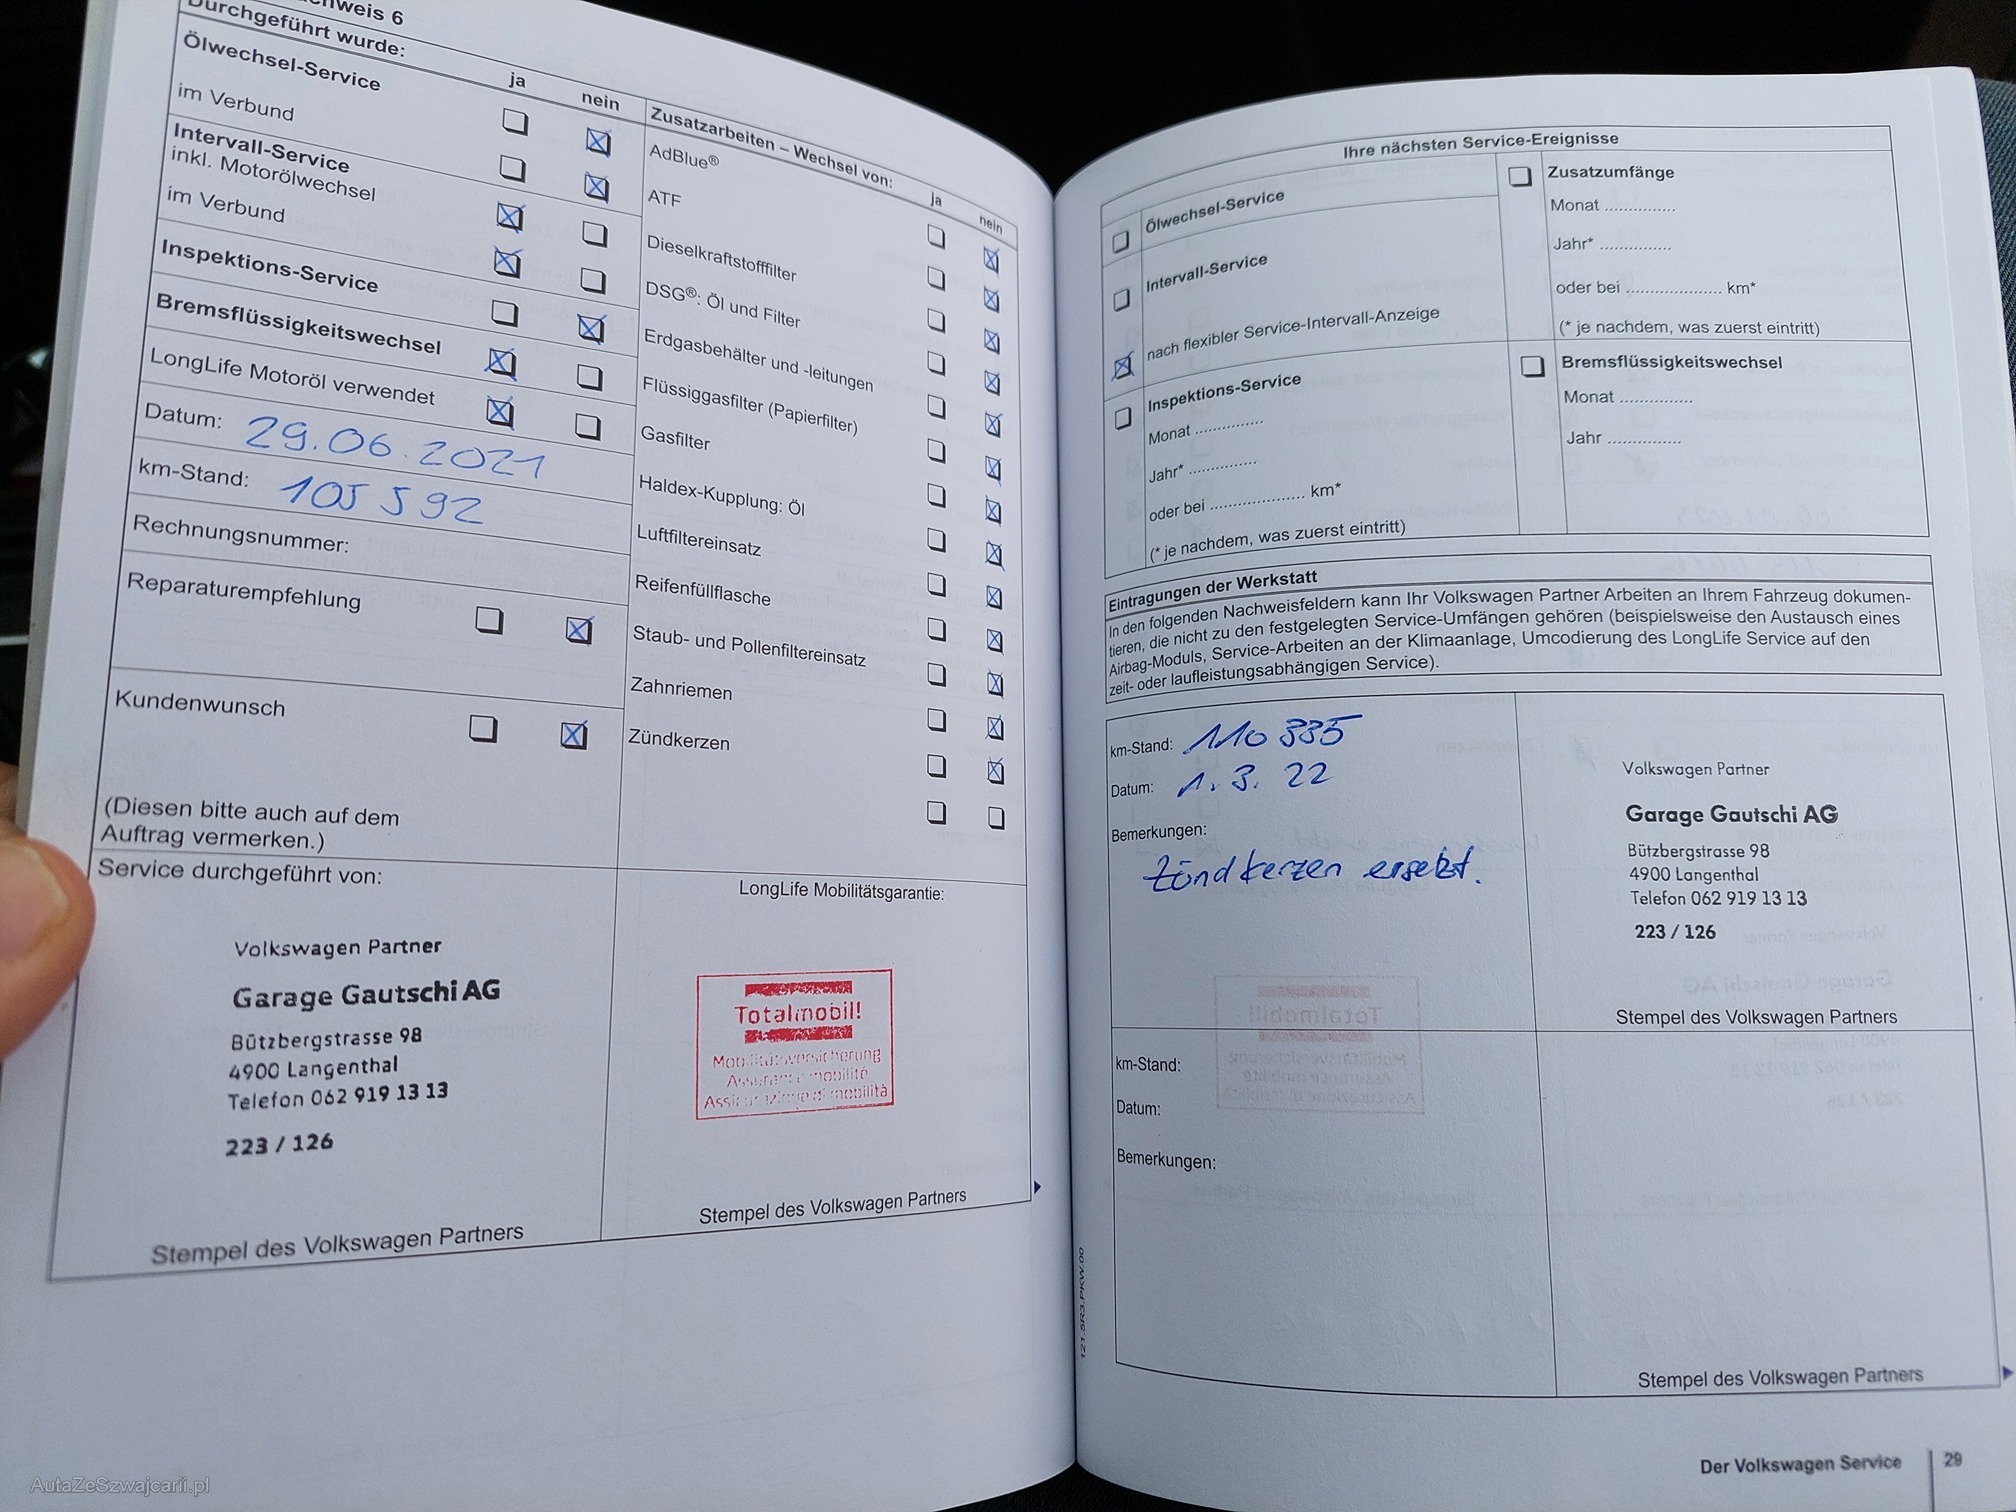 weis 6
Durchgeführt wurde:
ja nein
Ölwechsel-Service
im Verbund
Intervall-Service
inkl. Motorölwechsel
im Verbund
Inspektions-Service
Bremsflüssigkeitswechsel
LongLife Motoröl verwendet
Datum: 29.06.2021
km-Stand: 105 592
Rechnungsnummer:
Reparaturempfehlung
Kundenwunsch
(Diesen bitte auch auf dem
Auftrag vermerken.)
Zusatzarbeiten – Wechsel von:
ja nein
AdBlue®
ATF
Dieselkraftstofffilter
DSG®: Öl und Filter
Erdgasbehälter und -leitungen
Flüssiggasfilter (Papierfilter)
Gasfilter
Haldex-Kupplung: Öl
Luftfiltereinsatz
Reifenfüllflasche
Staub- und Pollenfiltereinsatz
Zahnriemen
Zündkerzen
Service durchgeführt von:
Volkswagen Partner
Garage Gautschi AG
Bützbergstrasse 98
4900 Langenthal
Telefon 062 919 13 13
223 / 126
Stempel des Volkswagen Partners
LongLife Mobilitätsgarantie:
Totalmobil!
Mobilitätsversicherung
Assurance mobilité
Assicurazione di mobilità
Stempel des Volkswagen Partners
Ihre nächsten Service-Ereignisse
Ölwechsel-Service
Intervall-Service
nach flexibler Service-Intervall-Anzeige
Inspektions-Service
Monat ..............
Jahr* ..............
oder bei .................... km*
(* je nachdem, was zuerst eintritt)
Zusatzumfänge
Monat ..............
Jahr* ..............
oder bei .................... km*
(* je nachdem, was zuerst eintritt)
Bremsflüssigkeitswechsel
Monat ..............
Jahr ..............
Eintragungen der Werkstatt
In den folgenden Nachweisfeldern kann Ihr Volkswagen Partner Arbeiten an Ihrem Fahrzeug dokumen-
tieren, die nicht zu den festgelegten Service-Umfängen gehören (beispielsweise den Austausch eines
Airbag-Moduls, Service-Arbeiten an der Klimaanlage, Umcodierung des LongLife Service auf den
zeit- oder laufleistungsabhängigen Service).
km-Stand: 110 335
Datum: 1. 3. 22
Bemerkungen:
Zündkerzen ersetzt.
Volkswagen Partner
Garage Gautschi AG
Bützbergstrasse 98
4900 Langenthal
Telefon 062 919 13 13
223 / 126
Stempel des Volkswagen Partners
km-Stand:
Datum:
Bemerkungen:
Stempel des Volkswagen Partners
121.5R3.PKW.00
Der Volkswagen Service 29
AutaZeSzwajcarii.pl